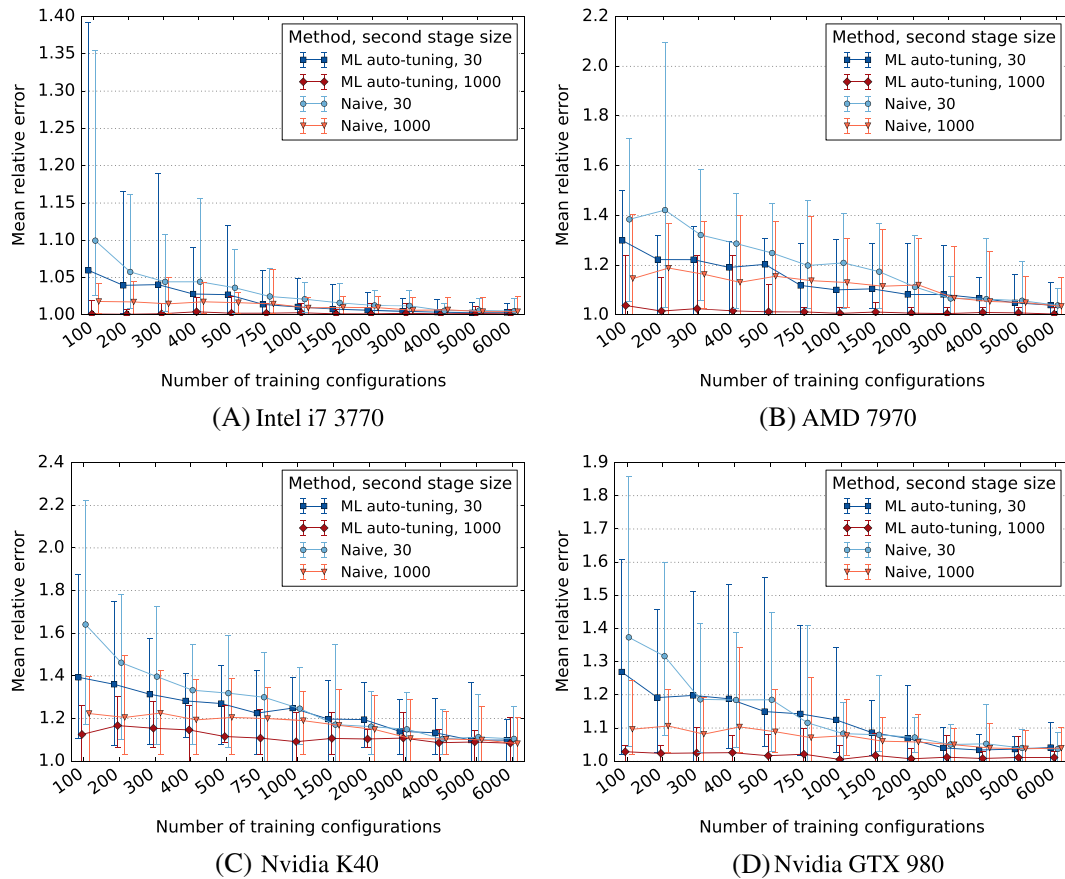 1.40
1.35
1.30
1.25
1.20
1.15
1.10
1.05
1.00
Mean relative error
Method, second stage size
ML auto-tuning, 30
ML auto-tuning, 1000
Naive, 30
Naive, 1000
100 200 300 400 500 750 1000 1500 2000 3000 4000 5000 6000
Number of training configurations
(A) Intel i7 3770
2.2
2.0
1.8
1.6
1.4
1.2
1.0
Mean relative error
Method, second stage size
ML auto-tuning, 30
ML auto-tuning, 1000
Naive, 30
Naive, 1000
100 200 300 400 500 750 1000 1500 2000 3000 4000 5000 6000
Number of training configurations
(B) AMD 7970
2.4
2.2
2.0
1.8
1.6
1.4
1.2
1.0
Mean relative error
Method, second stage size
ML auto-tuning, 30
ML auto-tuning, 1000
Naive, 30
Naive, 1000
100 200 300 400 500 750 1000 1500 2000 3000 4000 5000 6000
Number of training configurations
(C) Nvidia K40
1.9
1.8
1.7
1.6
1.5
1.4
1.3
1.2
1.1
1.0
Mean relative error
Method, second stage size
ML auto-tuning, 30
ML auto-tuning, 1000
Naive, 30
Naive, 1000
100 200 300 400 500 750 1000 1500 2000 3000 4000 5000 6000
Number of training configurations
(D) Nvidia GTX 980